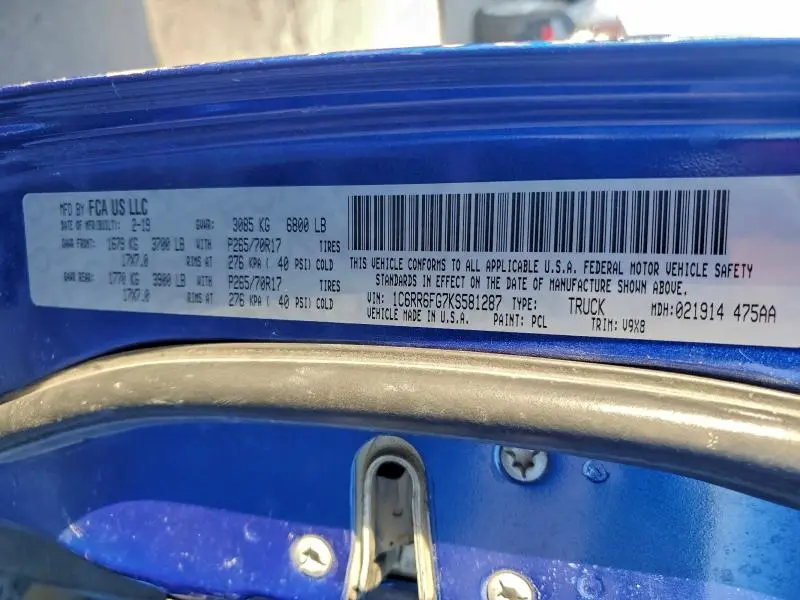 MFD BY FCA US LLC
DATE OF MFR(BUILT): 2-19 GVWR: 3085 KG 6800 LB
GAWR FRONT: 1678 KG 3700 LB WITH P265/70R17 TIRES
17X7.0 RIMS AT 276 KPA ( 40 PSI) COLD
GAWR REAR: 1770 KG 3900 LB WITH P265/70R17 TIRES
17X7.0 RIMS AT 276 KPA ( 40 PSI) COLD
THIS VEHICLE CONFORMS TO ALL APPLICABLE U.S.A. FEDERAL MOTOR VEHICLE SAFETY
STANDARDS IN EFFECT ON THE DATE OF MANUFACTURE SHOWN ABOVE.
VIN: 1C6RR6FG7KS581287 TYPE: TRUCK MDH:021914 475AA
VEHICLE MADE IN U.S.A. PAINT: PCL TRIM: V9X8